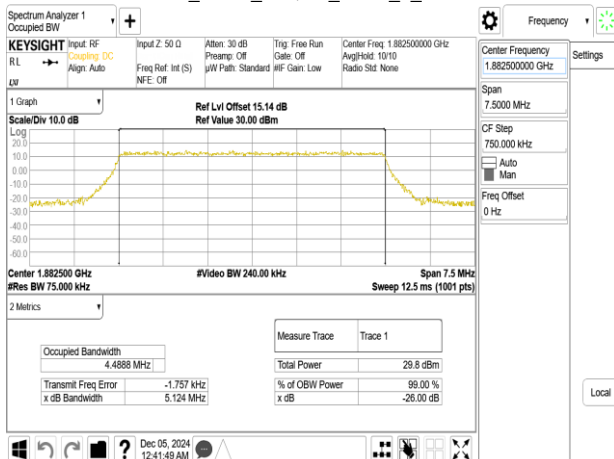 Spectrum Analyzer 1
Occupied BW
Frequency
KEYSIGHT
RL
Input: RF
Coupling: DC
Align: Auto
Input Z: 50 Ω
Freq Ref: Int (S)
NFE: Off
Atten: 30 dB
Preamp: Off
µW Path: Standard
Trig: Free Run
Gate: Off
#IF Gain: Low
Center Freq: 1.882500000 GHz
Avg|Hold: 10/10
Radio Std: None
Center Frequency
1.882500000 GHz
Settings
Span
7.5000 MHz
CF Step
750.000 kHz
Auto
Man
Freq Offset
0 Hz
Local
1 Graph
Scale/Div 10.0 dB
Ref Lvl Offset 15.14 dB
Ref Value 30.00 dBm
Log
20.0
10.0
0.00
-10.0
-20.0
-30.0
-40.0
-50.0
-60.0
Center 1.882500 GHz
#Res BW 75.000 kHz
#Video BW 240.00 kHz
Span 7.5 MHz
Sweep 12.5 ms (1001 pts)
2 Metrics
Measure Trace Trace 1
Occupied Bandwidth
4.4888 MHz
Total Power 29.8 dBm
Transmit Freq Error -1.757 kHz
% of OBW Power 99.00 %
x dB Bandwidth 5.124 MHz
x dB -26.00 dB
Dec 05, 2024
12:41:49 AM